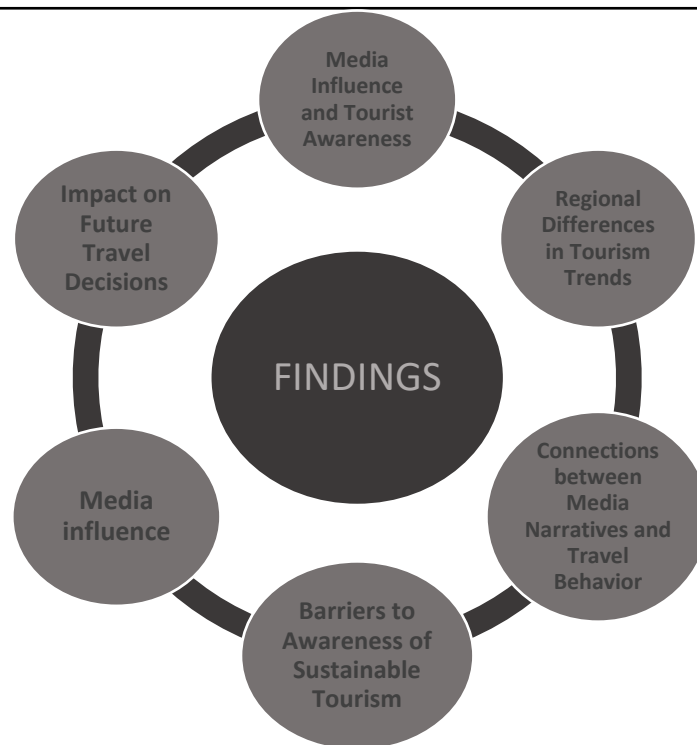 Media
Influence
and Tourist
Awareness
Regional
Differences
in Tourism
Trends
Connections
between
Media
Narratives and
Travel
Behavior
Barriers to
Awareness of
Sustainable
Tourism
Media
influence
Impact on
Future
Travel
Decisions
FINDINGS